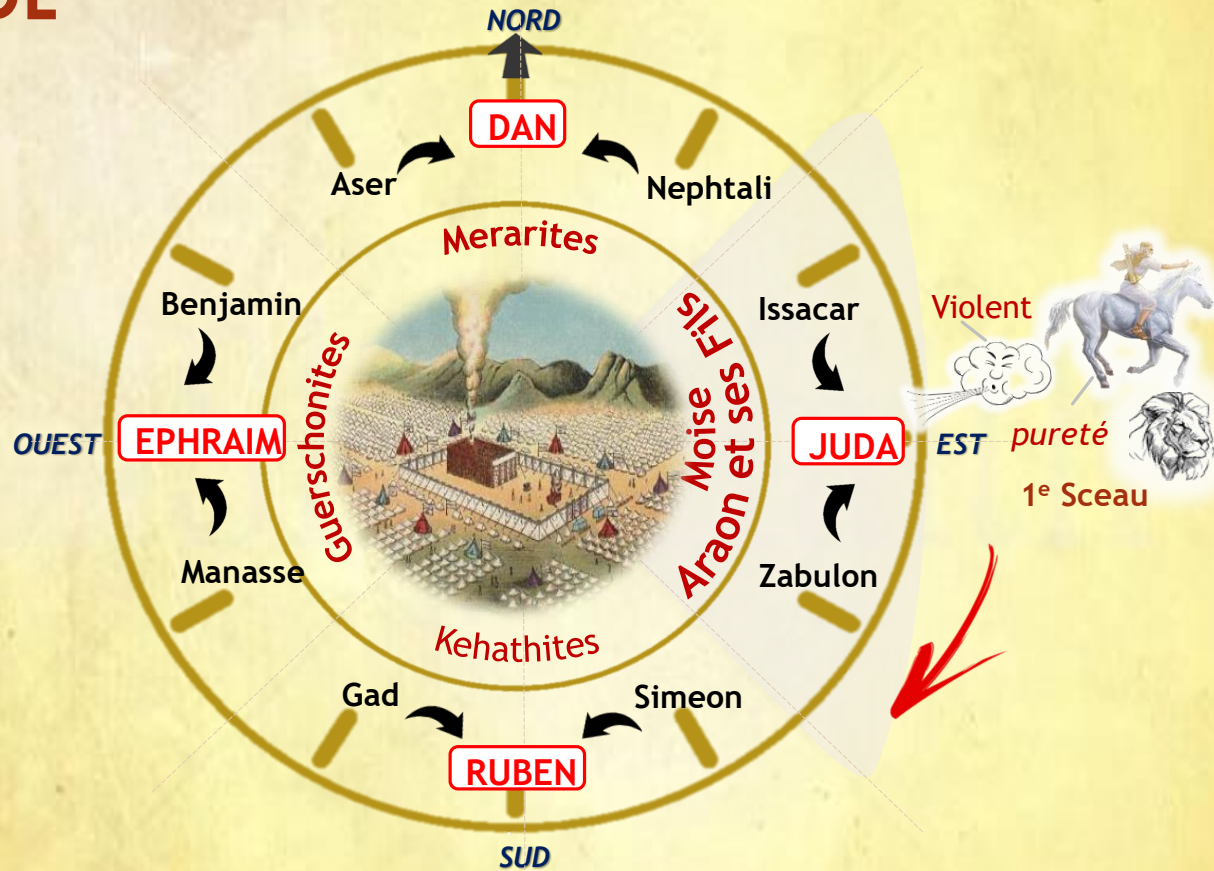 NORD
DAN
Aser
Nephtali
Merarites
Benjamin
Issacar
Violent
Guerschonites
Moise
Araon et ses Fils
OUEST
EPHRAIM
JUDA
EST
pureté
1e Sceau
Manasse
Zabulon
Kehathites
Gad
Simeon
RUBEN
SUD